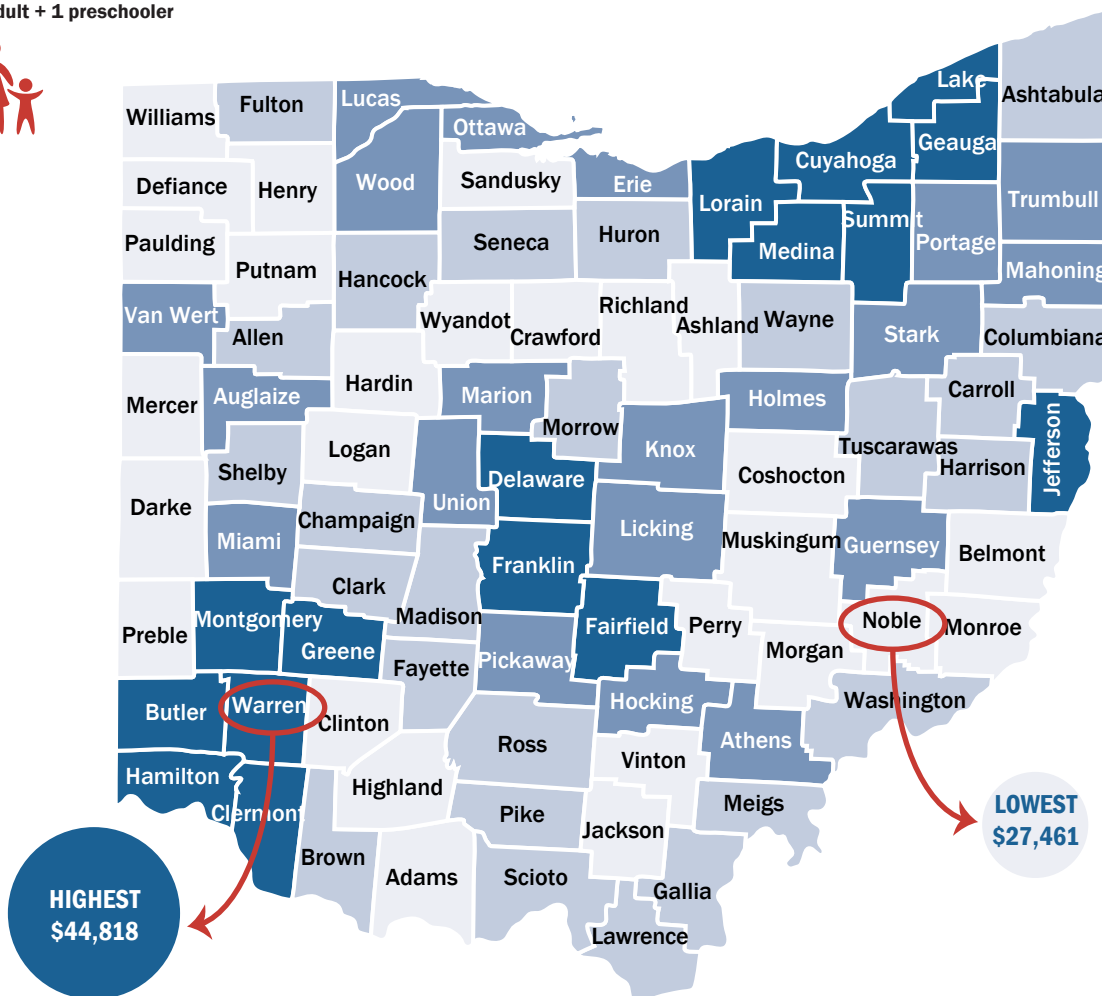 dult + 1 preschooler
Lake
Ashtabula
Lucas
Fulton
Williams
Ottawa
Geauga
Cuyahoga
Wood
Sandusky
Erie
Defiance
Henry
Lorain
Trumbull
Summit
Huron
Seneca
Paulding
Medina
Portage
Putnam
Mahoning
Hancock
Richland
Van Wert
Wyandot
Wayne
Ashland
Allen
Crawford
Stark
Columbiana
Hardin
Carroll
Auglaize
Marion
Holmes
Mercer
Morrow
Logan
Knox
Tuscarawas
Jefferson
Harrison
Shelby
Coshocton
Delaware
Union
Darke
Champaign
Licking
Miami
Muskingum
Guernsey
Belmont
Franklin
Clark
Madison
Montgomery
Noble
Fairfield
Perry
Monroe
Preble
Greene
Morgan
Pickaway
Fayette
Washington
Hocking
Warren
Butler
Clinton
Athens
Ross
Vinton
Hamilton
Highland
Meigs
LOWEST
$27,461
Clermont
Pike
Jackson
Brown
Adams
Scioto
Gallia
HIGHEST
$44,818
Lawrence